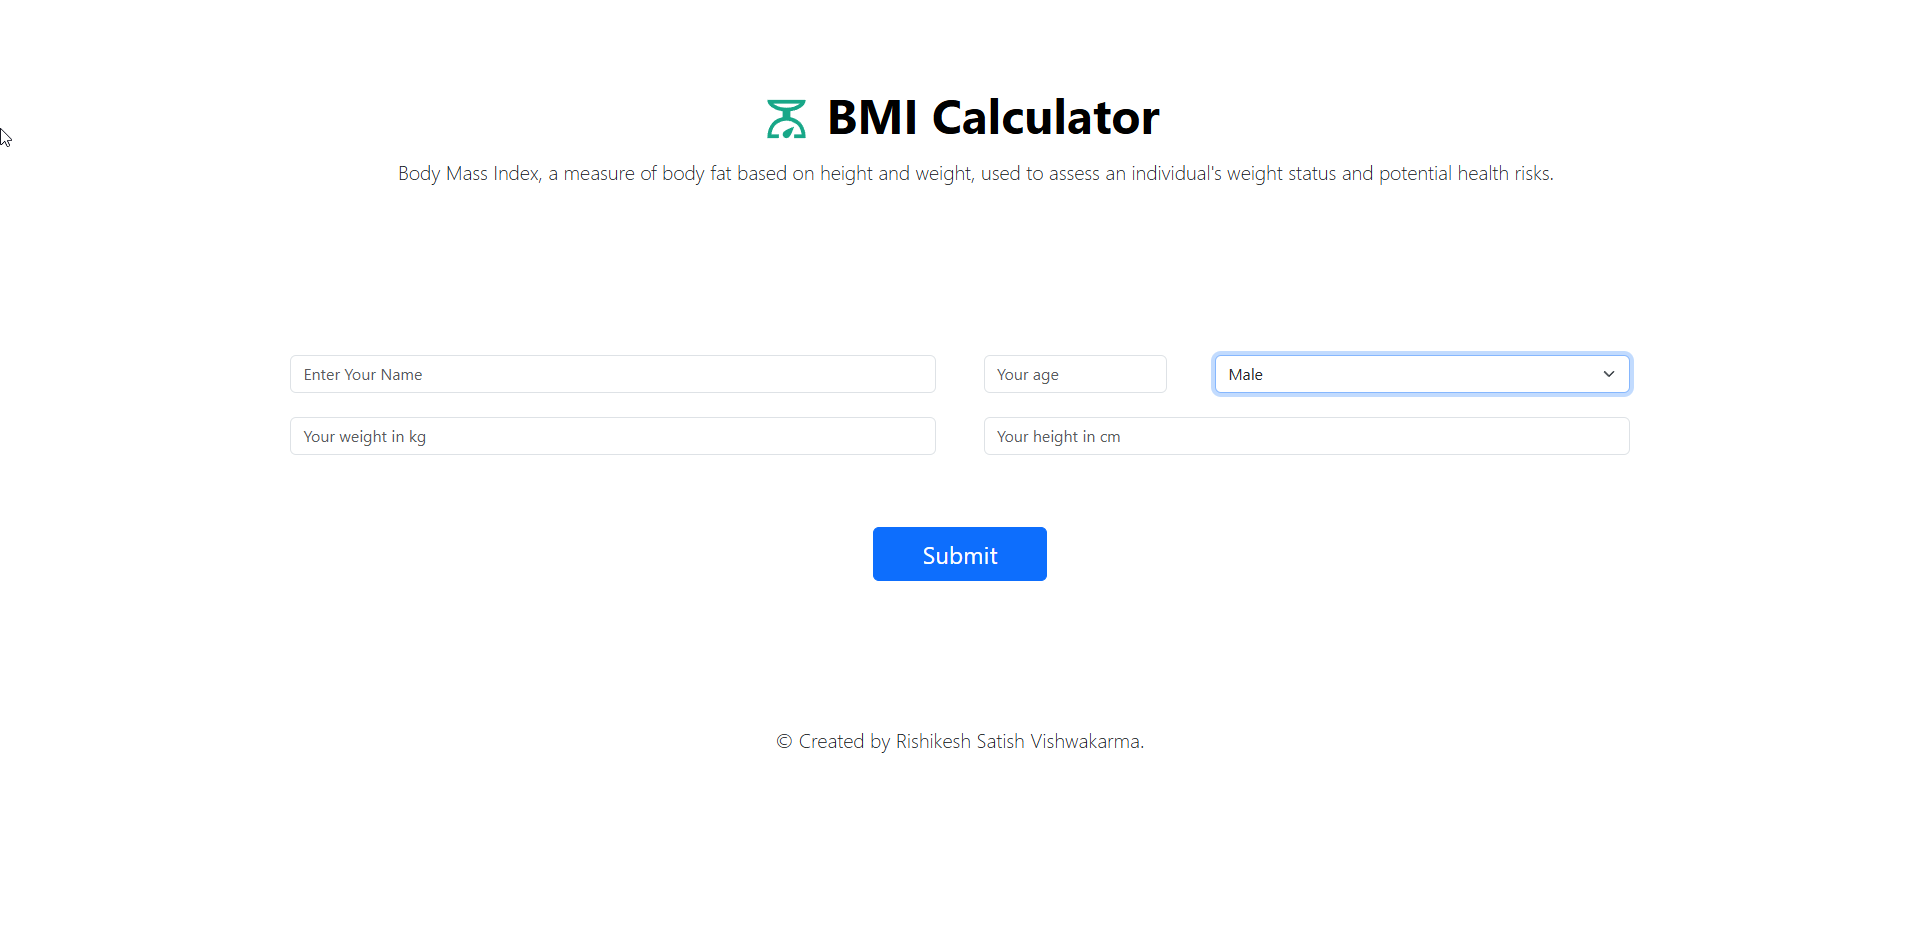 BMI Calculator
Body Mass Index, a measure of body fat based on height and weight, used to assess an individual's weight status and potential health risks.
Enter Your Name
Your age
Male
Your weight in kg
Your height in cm
Submit
© Created by Rishikesh Satish Vishwakarma.